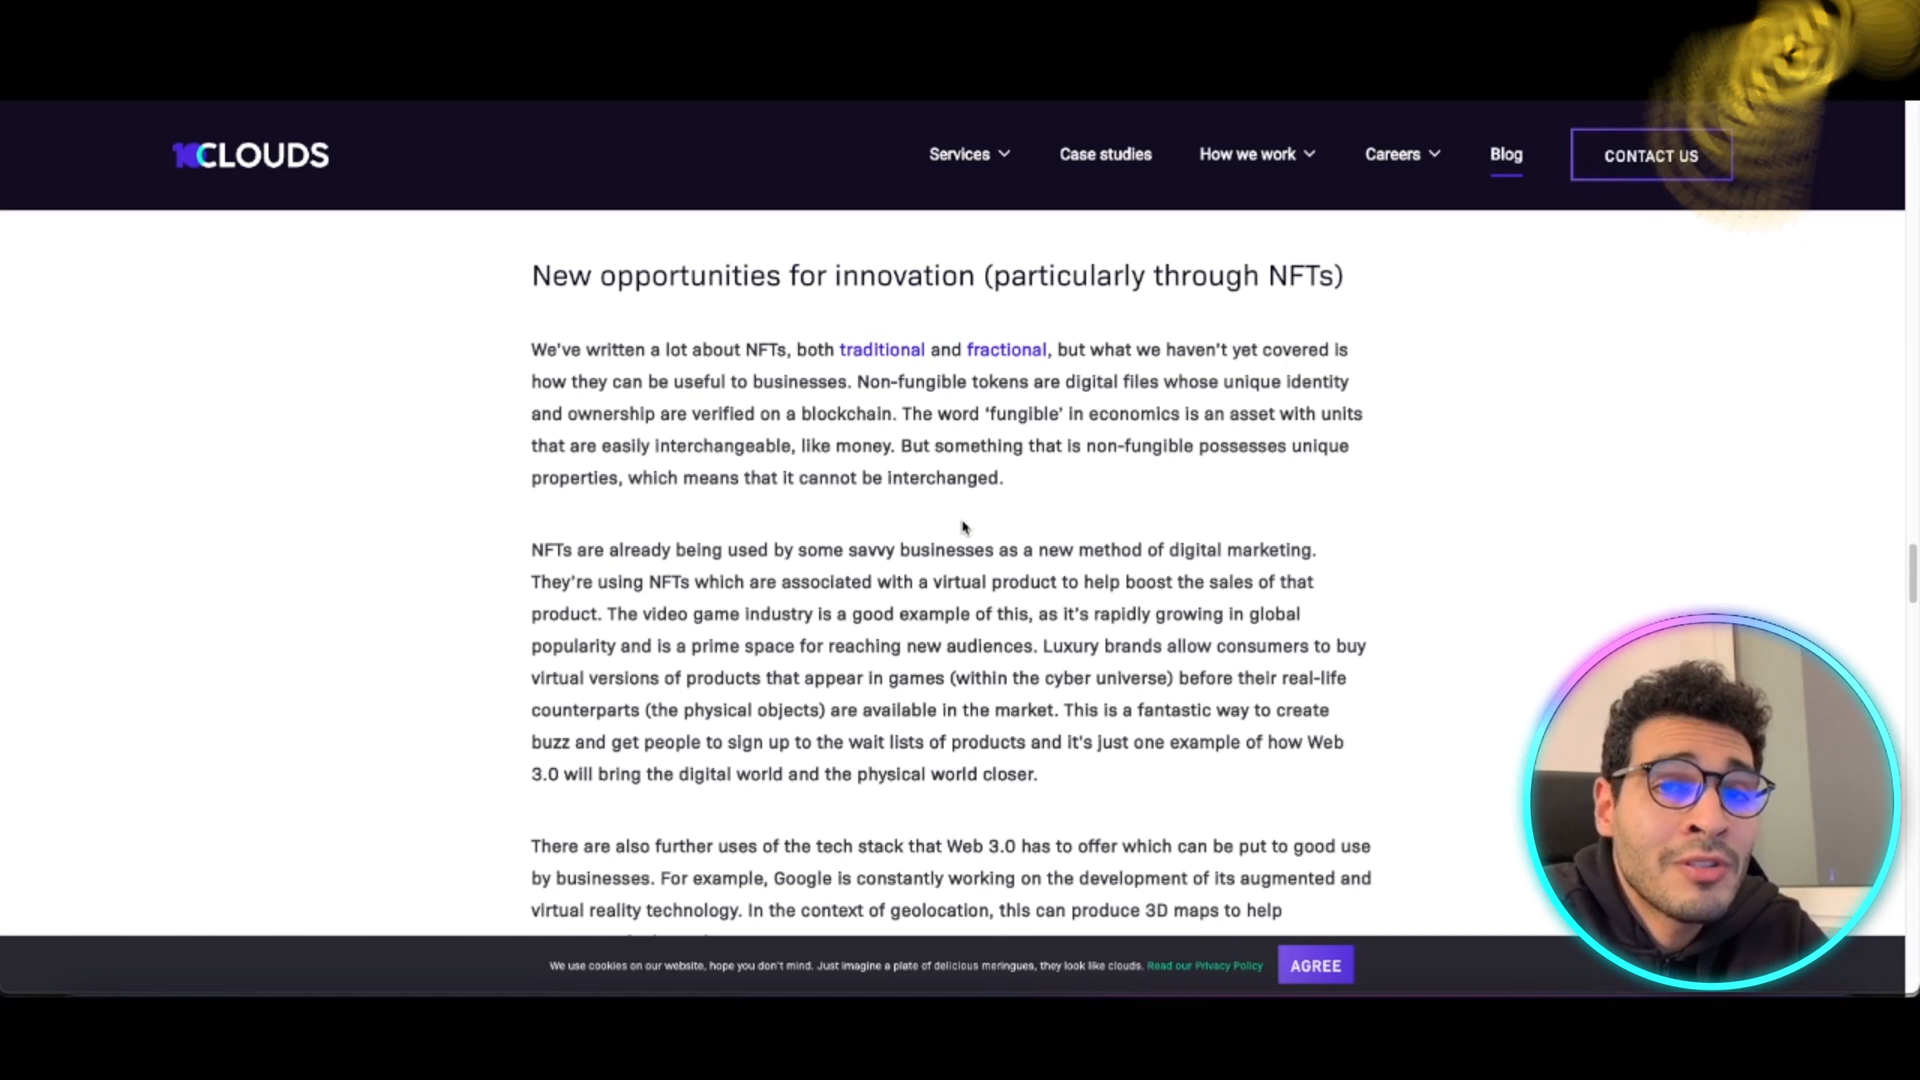 10CLOUDS
Services
Case studies
How we work
Careers
Blog
CONTACT US
New opportunities for innovation (particularly through NFTs)
We’ve written a lot about NFTs, both traditional and fractional, but what we haven’t yet covered is
how they can be useful to businesses. Non-fungible tokens are digital files whose unique identity
and ownership are verified on a blockchain. The word ‘fungible’ in economics is an asset with units
that are easily interchangeable, like money. But something that is non-fungible possesses unique
properties, which means that it cannot be interchanged.
NFTs are already being used by some savvy businesses as a new method of digital marketing.
They’re using NFTs which are associated with a virtual product to help boost the sales of that
product. The video game industry is a good example of this, as it’s rapidly growing in global
popularity and is a prime space for reaching new audiences. Luxury brands allow consumers to buy
virtual versions of products that appear in games (within the cyber universe) before their real-life
counterparts (the physical objects) are available in the market. This is a fantastic way to create
buzz and get people to sign up to the wait lists of products and it's just one example of how Web
3.0 will bring the digital world and the physical world closer.
There are also further uses of the tech stack that Web 3.0 has to offer which can be put to good use
by businesses. For example, Google is constantly working on the development of its augmented and
virtual reality technology. In the context of geolocation, this can produce 3D maps to help
We use cookies on our website, hope you don't mind. Just imagine a plate of delicious meringues, they look like clouds. Read our Privacy Policy
AGREE